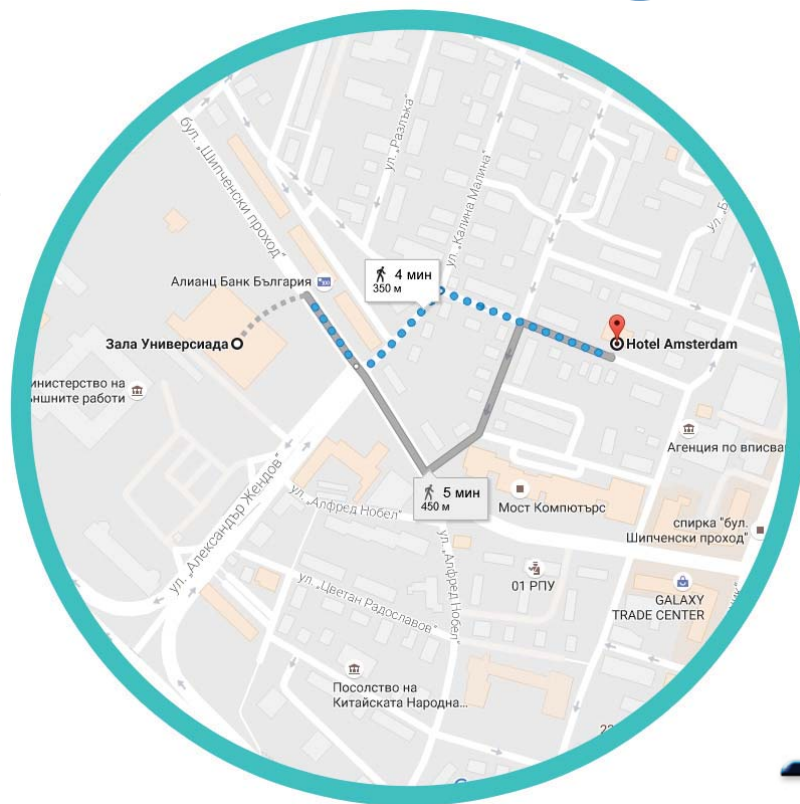 бул. „Шипченски проход“
ул. „Разлъка“
ул. „Калина Малина“
ул. „Б
4 мин
350 м
Алианц Банк България
Зала Универсиада
Hotel Amsterdam
инистерство на
ншните работи
Агенция по вписва
5 мин
450 м
ул. „Александър Жендов“
ул. „Алфред Нобел“
Мост Компютърс
спирка "бул.
Шипченски проход"
ул. „Алфред Нобел“
01 РПУ
ул. „Цветан Радославов“
GALAXY
TRADE CENTER
ник“
Посолство на
Китайската Народна...